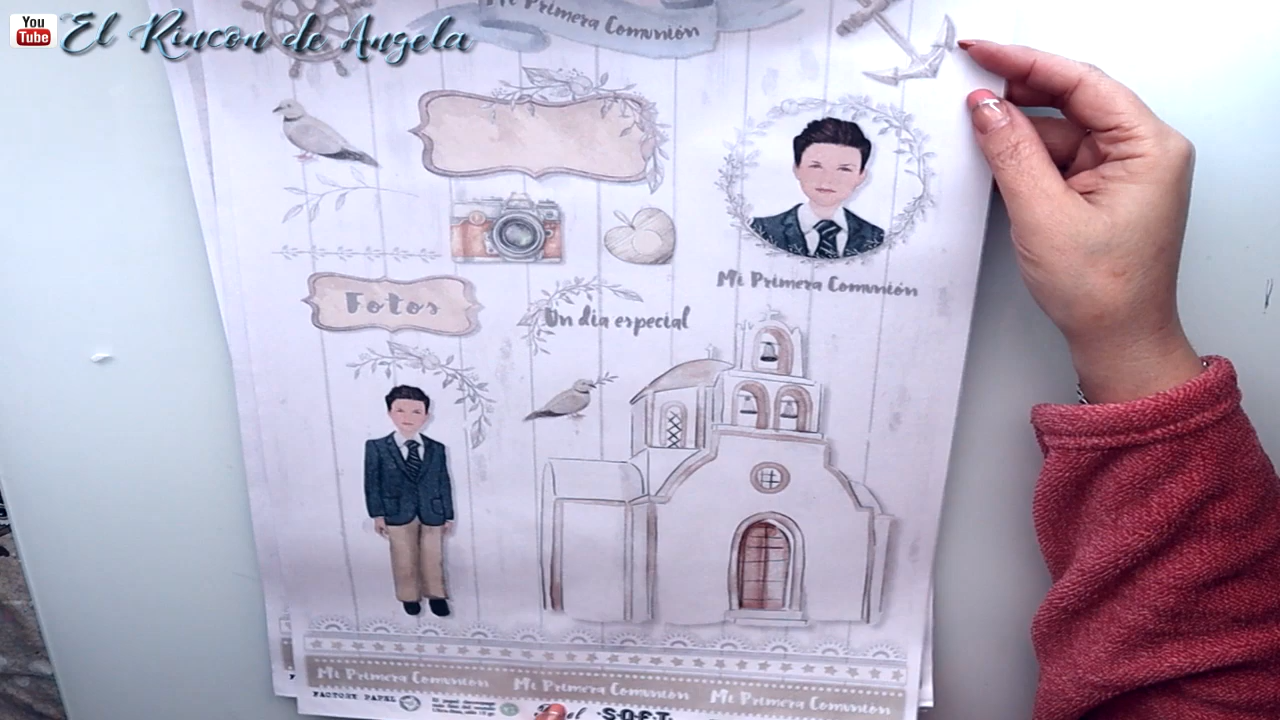 You
Tube
El Rincón de Angela
Mi Primera Comunión
Mi Primera Comunión
Fotos
Un dia especial
Mi Primera Comunión Mi Primera Comunión Mi Primera Comunión
FACTORY PAPEL
SOFT